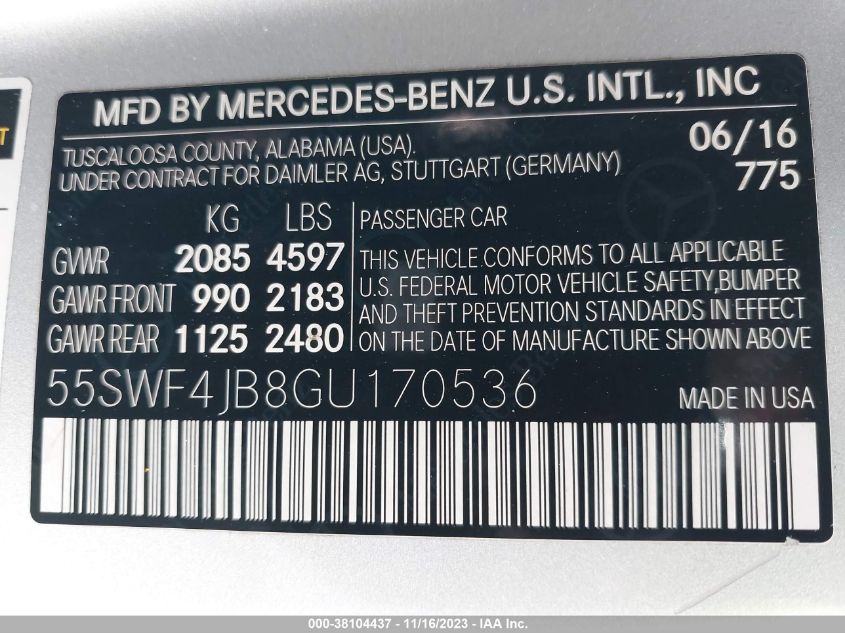 MFD BY MERCEDES-BENZ U.S. INTL., INC
TUSCALOOSA COUNTY, ALABAMA (USA). 06/16
UNDER CONTRACT FOR DAIMLER AG, STUTTGART (GERMANY) 775
KG LBS PASSENGER CAR
GVWR 2085 4597 THIS VEHICLE CONFORMS TO ALL APPLICABLE
GAWR FRONT 990 2183 U.S. FEDERAL MOTOR VEHICLE SAFETY,BUMPER
AND THEFT PREVENTION STANDARDS IN EFFECT
GAWR REAR 1125 2480 ON THE DATE OF MANUFACTURE SHOWN ABOVE
55SWF4JB8GU170536 MADE IN USA
000-38104437 - 11/16/2023 - IAA Inc.